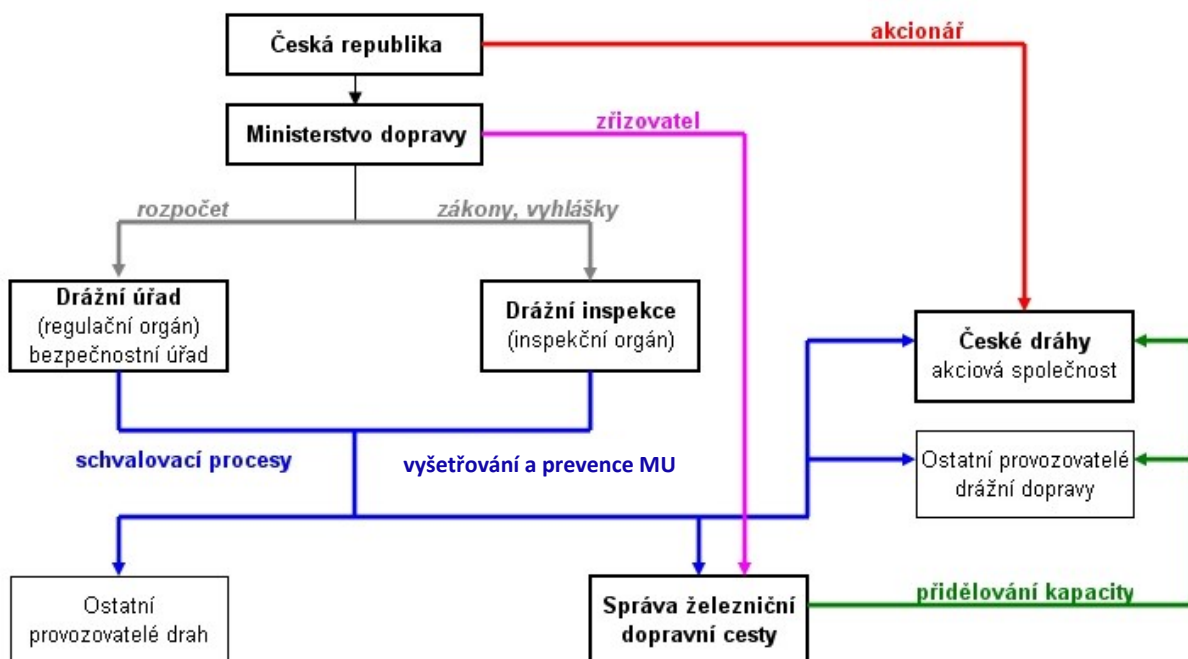 Česká republika
akcionář
Ministerstvo dopravy
zřizovatel
rozpočet
zákony, vyhlášky
Drážní úřad
(regulační orgán)
bezpečnostní úřad
Drážní inspekce
(inspekční orgán)
České dráhy
akciová společnost
schvalovací procesy
vyšetřování a prevence MU
Ostatní provozovatelé
drážní dopravy
Ostatní
provozovatelé drah
Správa železniční
dopravní cesty
přidělování kapacity